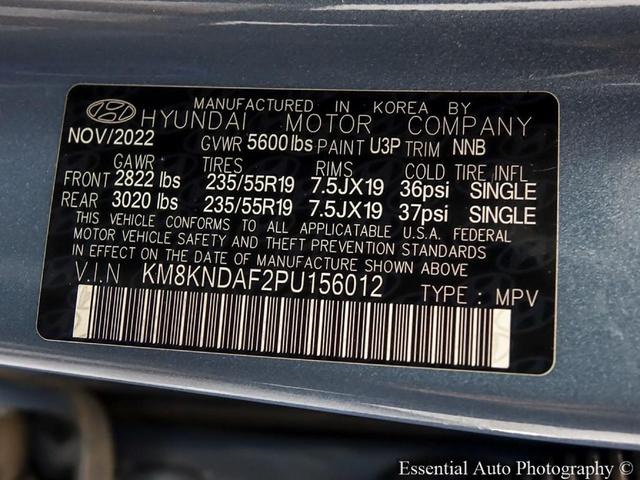 MANUFACTURED IN KOREA BY
HYUNDAI MOTOR COMPANY
NOV/2022 GVWR 5600 lbs PAINT U3P TRIM NNB
GAWR TIRES RIMS COLD TIRE INFL
FRONT 2822 lbs 235/55R19 7.5JX19 36psi SINGLE
REAR 3020 lbs 235/55R19 7.5JX19 37psi SINGLE
THIS VEHICLE CONFORMS TO ALL APPLICATABLE U.S.A. FEDERAL
MOTOR VEHICLE SAFETY AND THEFT PREVENTION STANDARDS
IN EFFECT ON THE DATE OF MANUFACTURE SHOWN ABOVE.
V.I.N KM8KNDAF2PU156012 TYPE : MPV
Essential Auto Photography ©